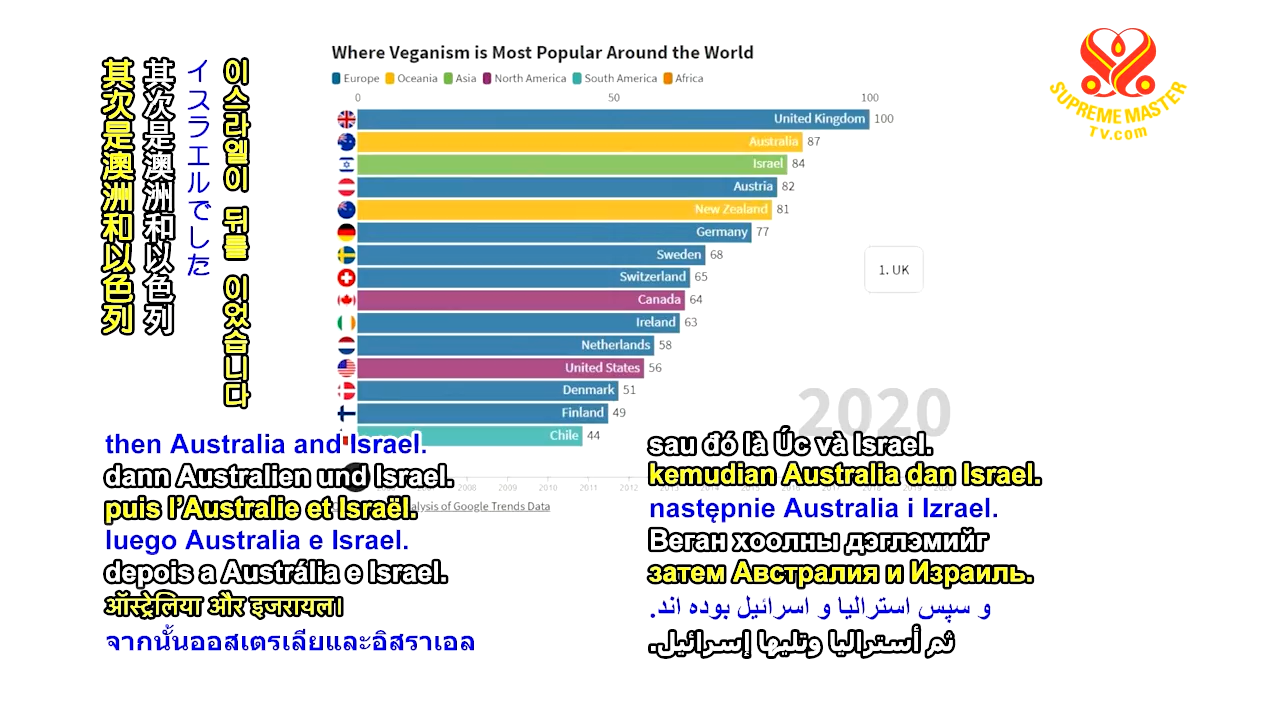 Where Veganism is Most Popular Around the World
Europe Oceania Asia North America South America Africa
0 50 100
United Kingdom 100
Australia 87
Israel 84
Austria 82
New Zealand 81
Germany 77
Sweden 68
Switzerland 65
Canada 64
Ireland 63
Netherlands 58
United States 56
Denmark 51
Finland 49
Chile 44
1. UK
2020
2008 2009 2010 2011 2012
alysis of Google Trends Data
SUPREME MASTER
Tv.com
其次是澳洲和以色列
其次是澳洲和以色列
イスラエルでした
이스라엘이 뒤를 이었습니다
then Australia and Israel.
dann Australien und Israel.
puis l’Australie et Israël.
luego Australia e Israel.
depois a Austrália e Israel.
ऑस्ट्रेलिया और इजरायल।
จากนั้นออสเตรเลียและอิสราเอล
sau đó là Úc và Israel.
kemudian Australia dan Israel.
następnie Australia i Izrael.
Веган хоолны дэглэмийг
затем Австралия и Израиль.
و سپس استرالیا و اسرائیل بوده اند.
ثم أستراليا وتليها إسرائيل.